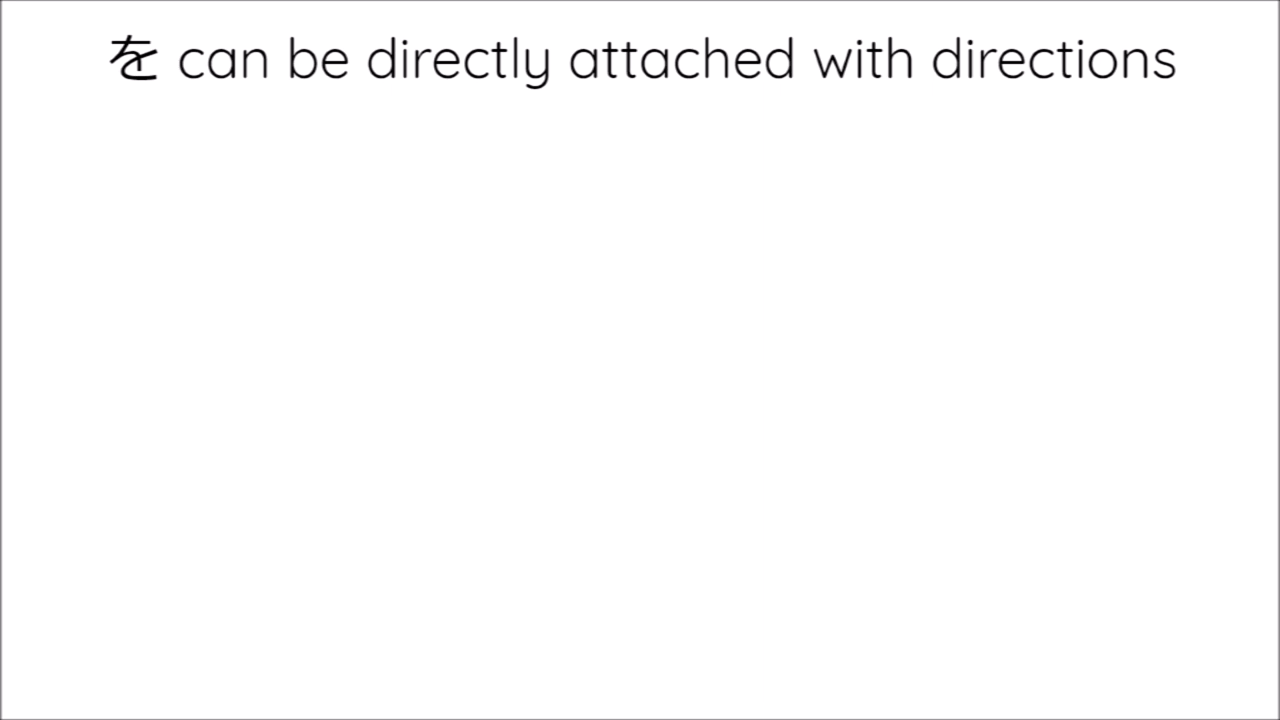 を can be directly attached with directions